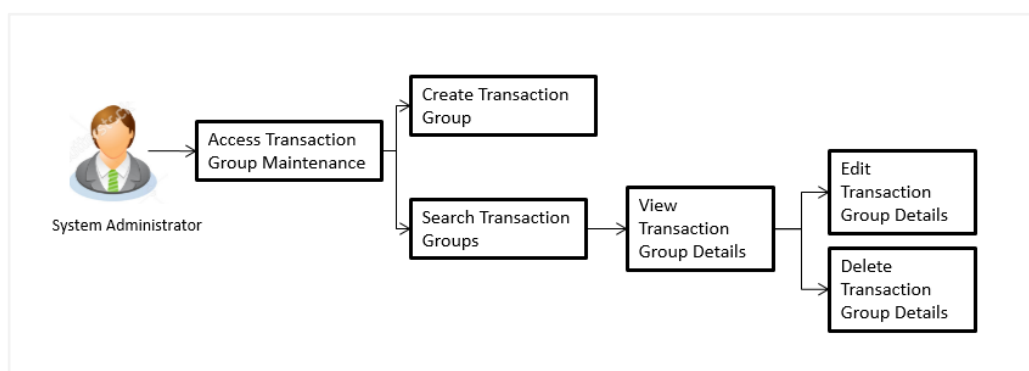 System Administrator
Access Transaction
Group Maintenance
Create Transaction
Group
Search Transaction
Groups
View
Transaction
Group Details
Edit
Transaction
Group Details
Delete
Transaction
Group Details